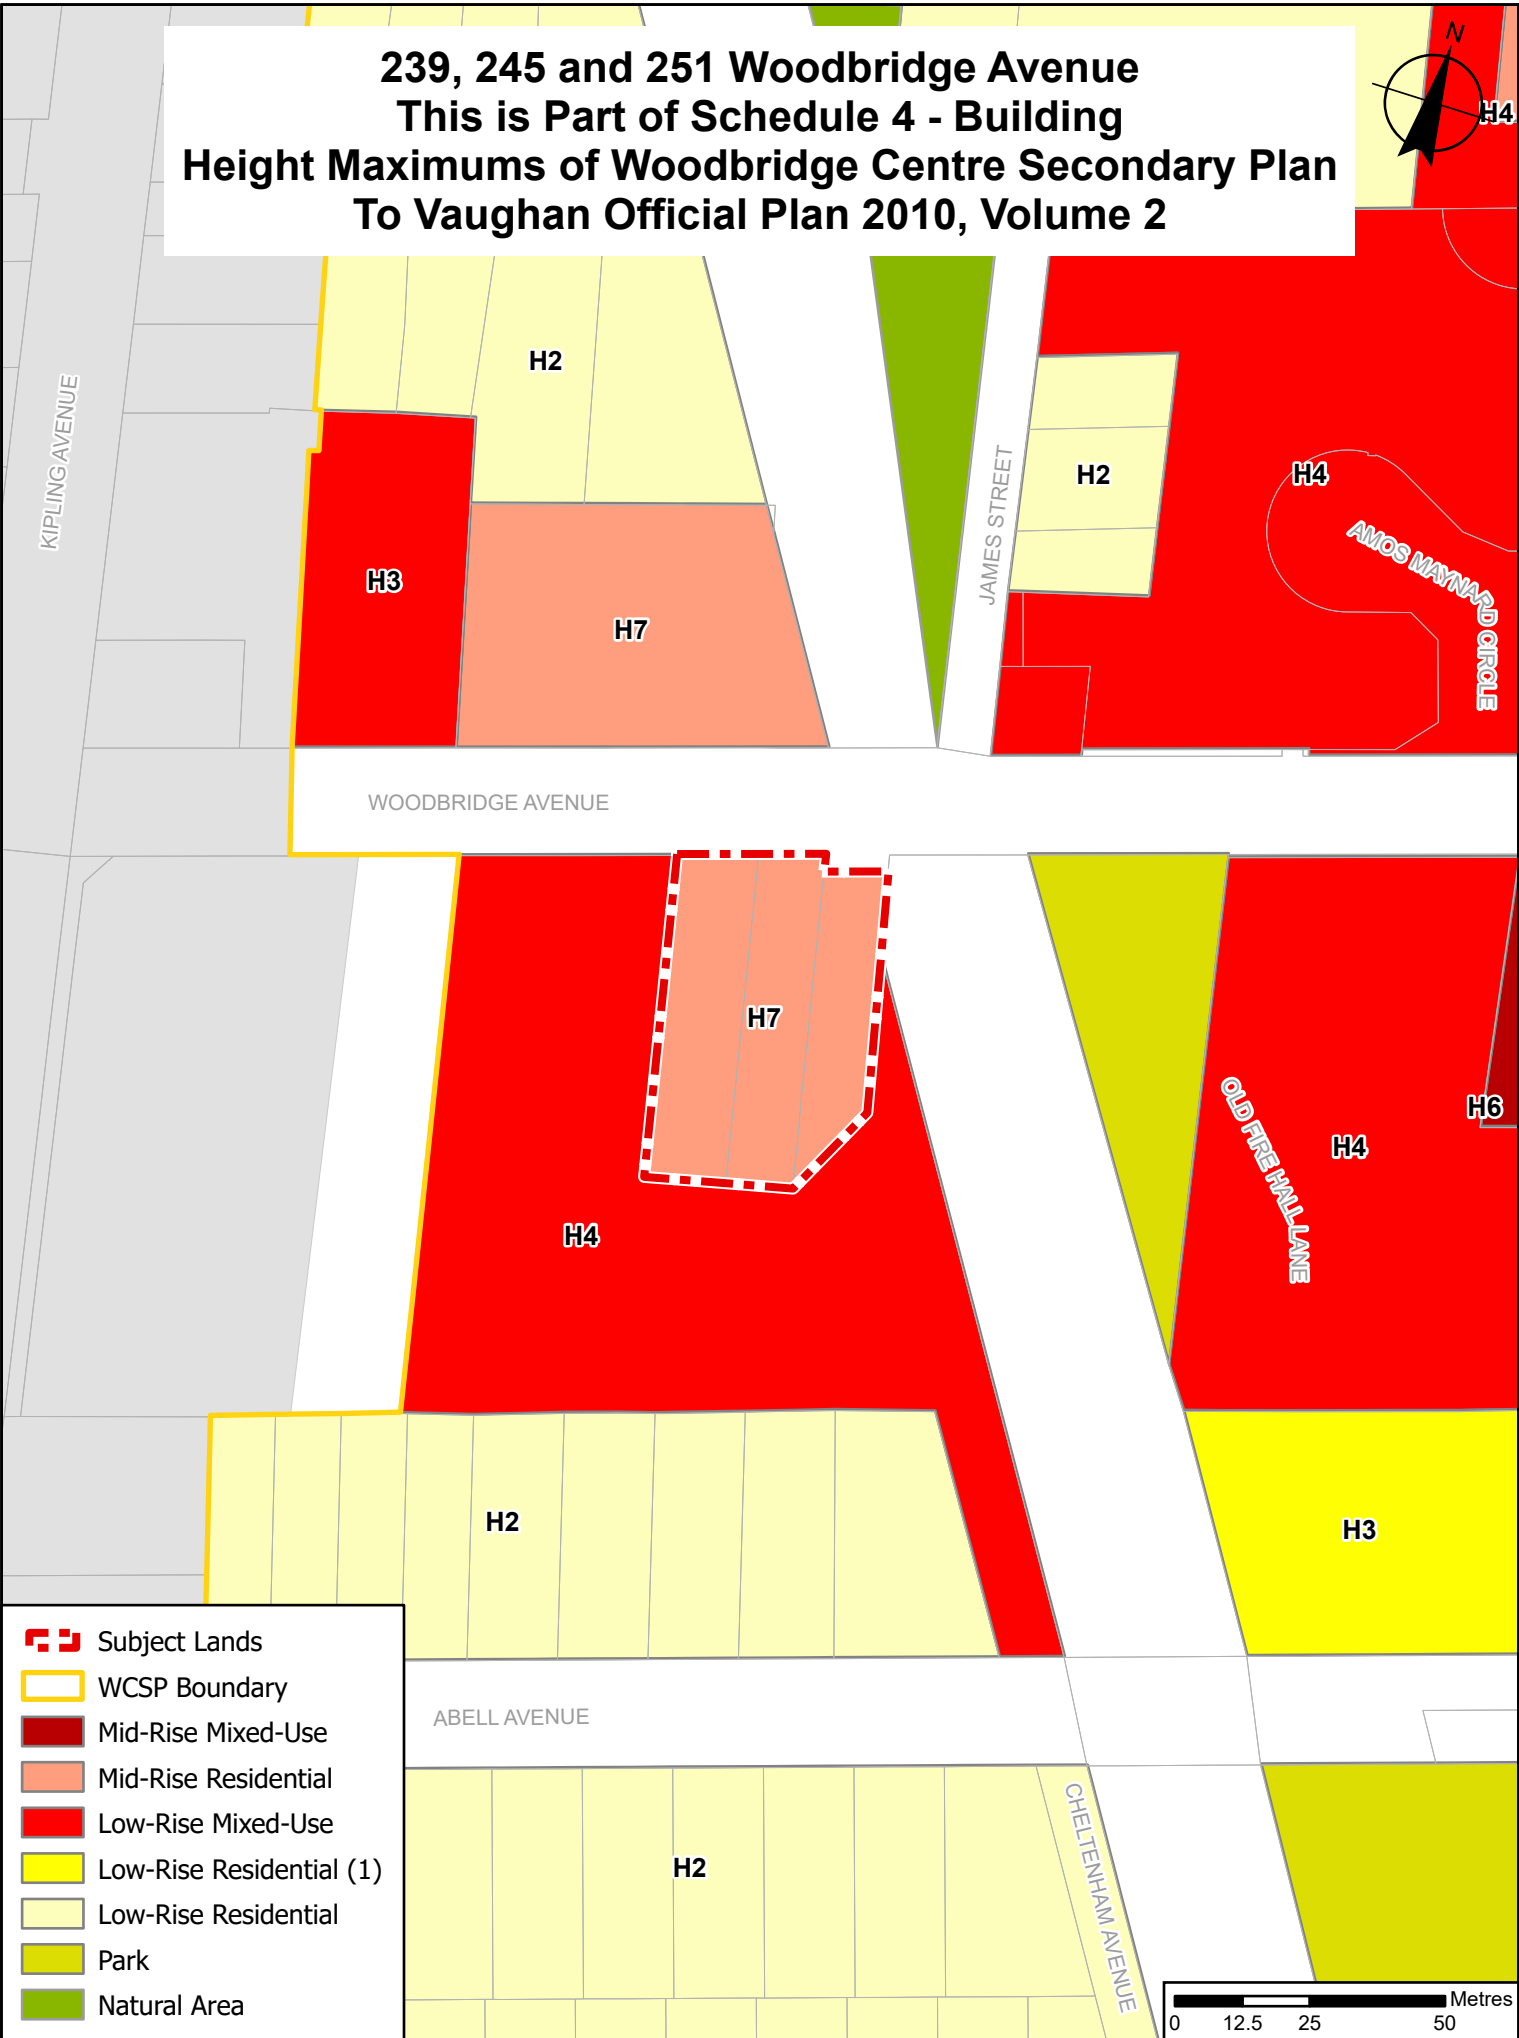 239, 245 and 251 Woodbridge Avenue
This is Part of Schedule 4 - Building
Height Maximums of Woodbridge Centre Secondary Plan
To Vaughan Official Plan 2010, Volume 2
N
H4
H2
KIPLING AVENUE
JAMES STREET
H2
H4
AMOS MAYNARD CIRCLE
H3
H7
WOODBRIDGE AVENUE
H7
H6
H4
OLD FIRE HALL LANE
H4
H2
H3
Subject Lands
WCSP Boundary
Mid-Rise Mixed-Use
Mid-Rise Residential
Low-Rise Mixed-Use
Low-Rise Residential (1)
Low-Rise Residential
Park
Natural Area
ABELL AVENUE
H2
CHELTENHAM AVENUE
Metres
0 12.5 25 50